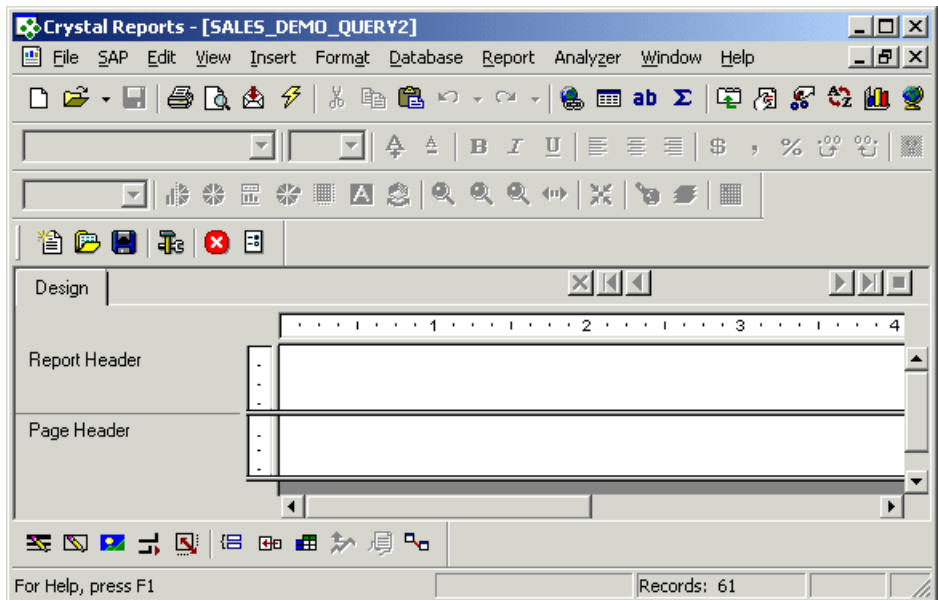 Crystal Reports - [SALES_DEMO_QUERY2]
File SAP Edit View Insert Format Database Report Analyzer Window Help
ab Σ
A A B I U $ , %
A
Design
1 2 3 4
Report Header
Page Header
For Help, press F1 Records: 61